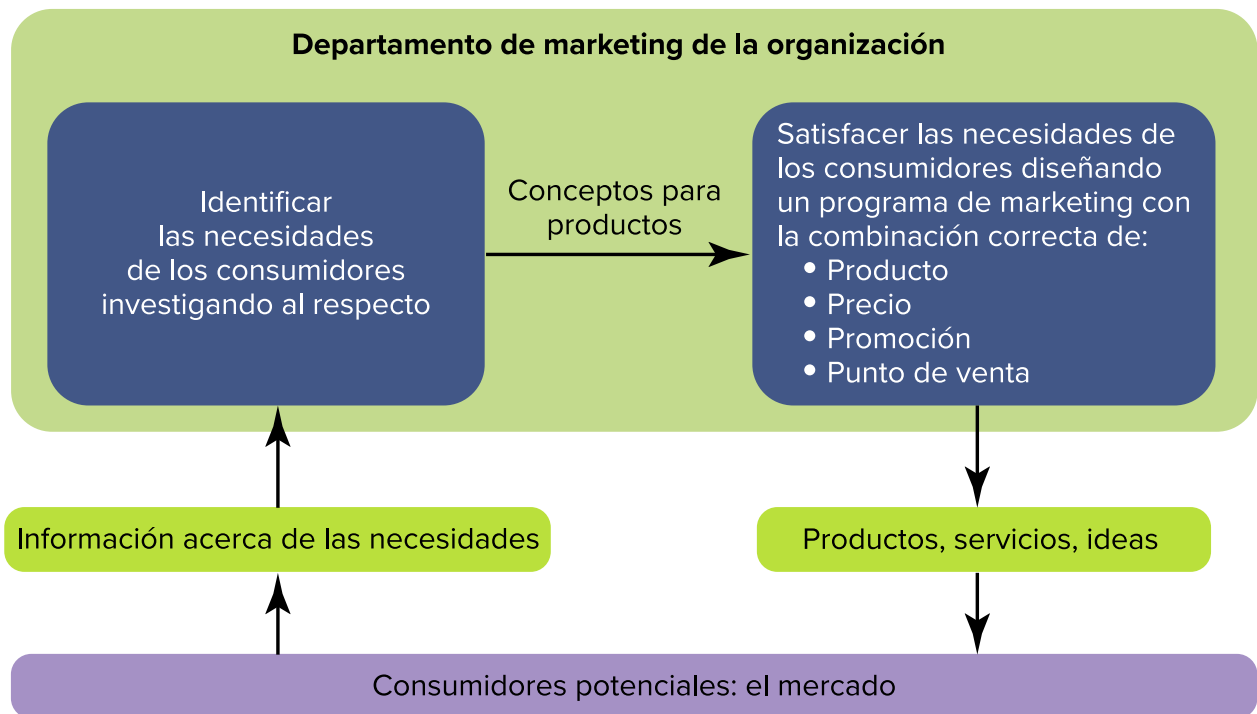 Departamento de marketing de la organización
Identificar
las necesidades
de los consumidores
investigando al respecto
Conceptos para
productos
Satisfacer las necesidades de
los consumidores diseñando
un programa de marketing con
la combinación correcta de:
• Producto
• Precio
• Promoción
• Punto de venta
Información acerca de las necesidades
Productos, servicios, ideas
Consumidores potenciales: el mercado